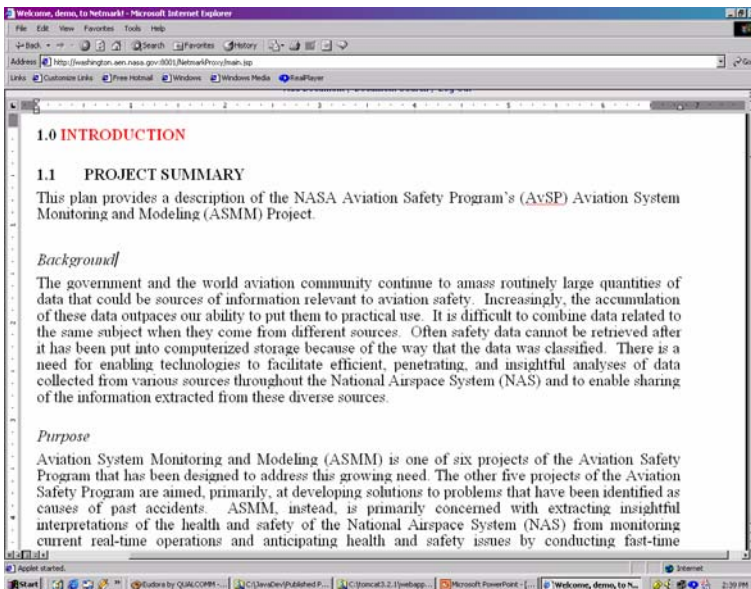 Welcome, demo, to Netmark! - Microsoft Internet Explorer
File Edit View Favorites Tools Help
Back Search Favorites History
Address http://washington.aen.nasa.gov:8001/NetmarkProxy/main.jsp Go
Links Customize Links Free Hotmail Windows Windows Media RealPlayer
1.0 INTRODUCTION
1.1 PROJECT SUMMARY
This plan provides a description of the NASA Aviation Safety Program's (AvSP) Aviation System
Monitoring and Modeling (ASMM) Project.
Background
The government and the world aviation community continue to amass routinely large quantities of
data that could be sources of information relevant to aviation safety. Increasingly, the accumulation
of these data outpaces our ability to put them to practical use. It is difficult to combine data related to
the same subject when they come from different sources. Often safety data cannot be retrieved after
it has been put into computerized storage because of the way that the data was classified. There is a
need for enabling technologies to facilitate efficient, penetrating, and insightful analyses of data
collected from various sources throughout the National Airspace System (NAS) and to enable sharing
of the information extracted from these diverse sources.
Purpose
Aviation System Monitoring and Modeling (ASMM) is one of six projects of the Aviation Safety
Program that has been designed to address this growing need. The other five projects of the Aviation
Safety Program are aimed, primarily, at developing solutions to problems that have been identified as
causes of past accidents. ASMM, instead, is primarily concerned with extracting insightful
interpretations of the health and safety of the National Airspace System (NAS) from monitoring
current real-time operations and anticipating health and safety issues by conducting fast-time
Applet started. Internet
Start Eudora by QUALCOMM -... C:\JavaDev\Published P... C:\tomcat3.2.1\webapp... Microsoft PowerPoint - [... Welcome, demo, to N... 2:39 PM